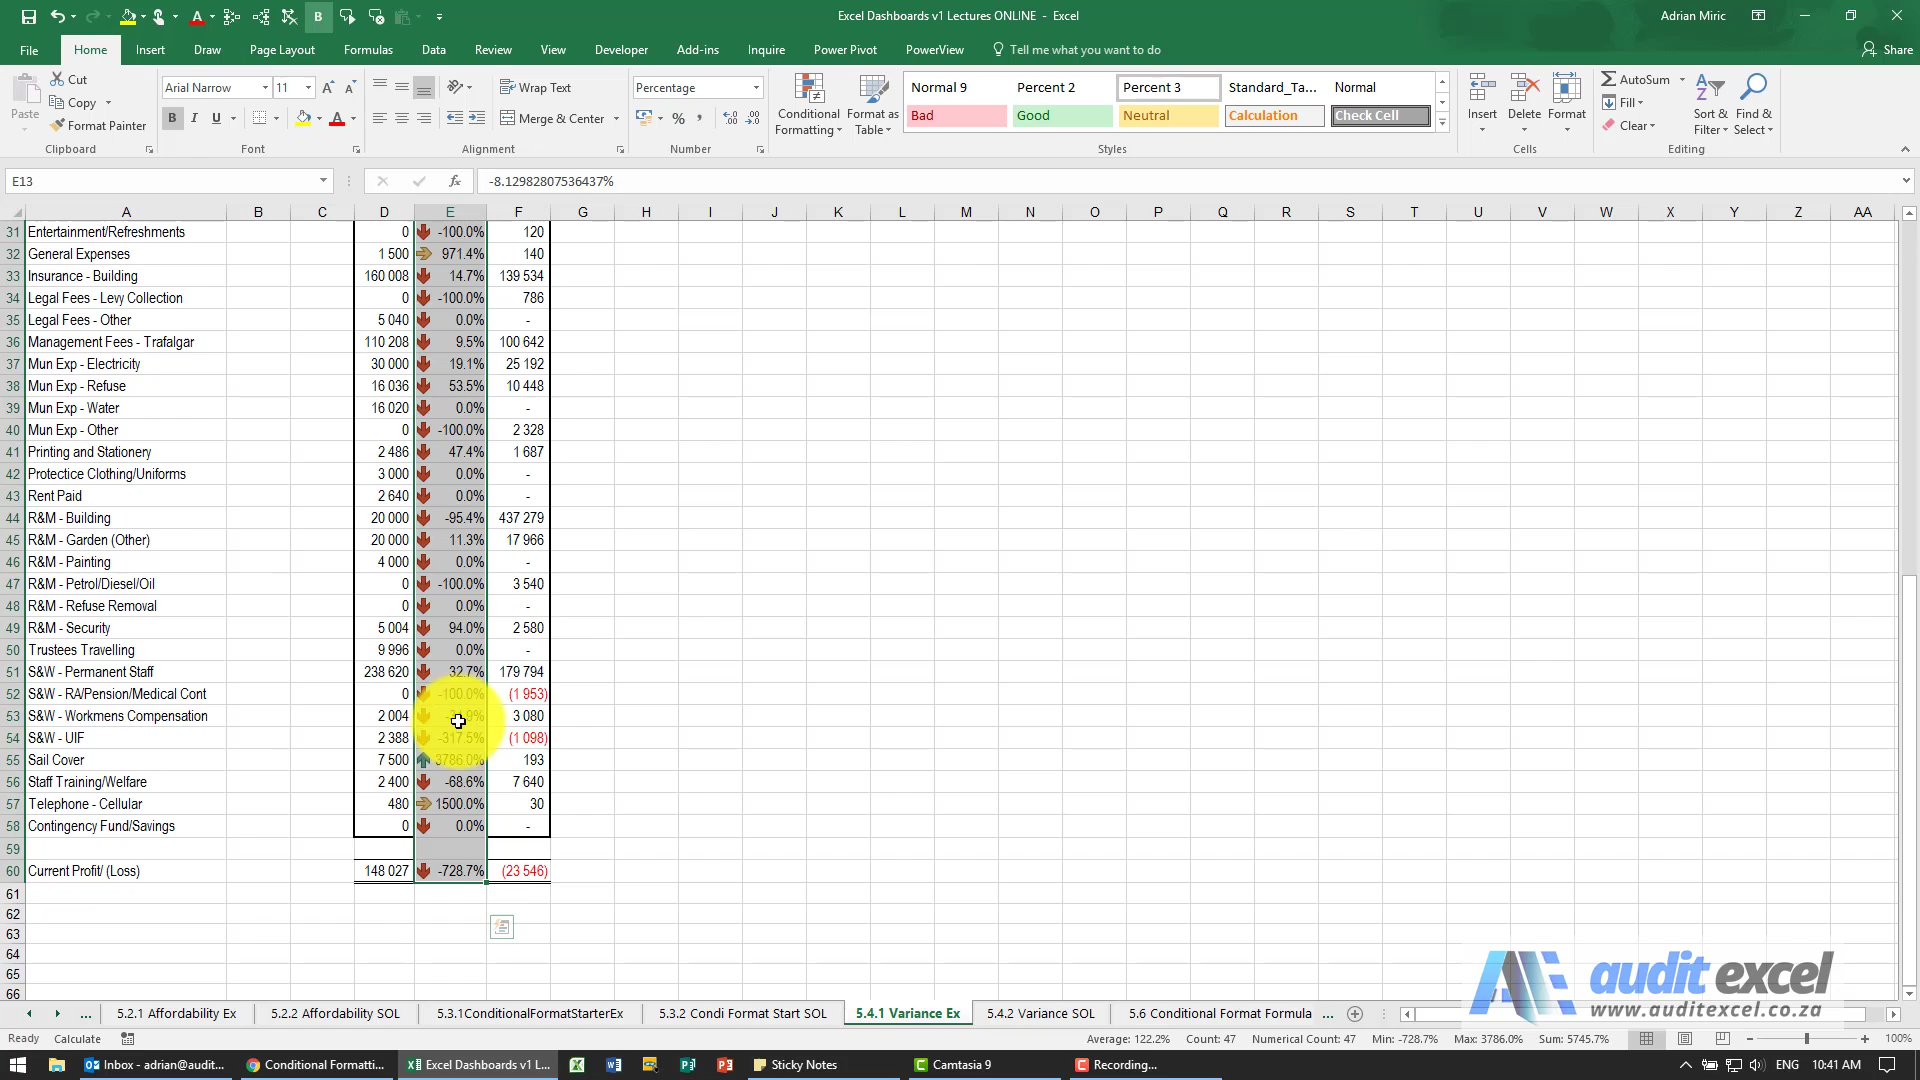 Excel Dashboards v1 Lectures ONLINE - Excel
Adrian Miric
File Home Insert Draw Page Layout Formulas Data Review View Developer Add-ins Inquire Power Pivot PowerView Tell me what you want to do Share
Paste Cut Copy Format Painter
Clipboard
Arial Narrow 11
Font
Wrap Text
Merge & Center
Alignment
Percentage
Number
Conditional Formatting
Format as Table
Normal 9 Percent 2 Percent 3 Standard_Ta... Normal
Bad Good Neutral Calculation Check Cell
Styles
Insert Delete Format
Cells
AutoSum
Fill
Clear
Sort & Filter
Find & Select
Editing
E13 fx -8.12982807536437%
A B C D E F G H I J K L M N O P Q R S T U V W X Y Z AA
31 Entertainment/Refreshments 0 -100.0% 120
32 General Expenses 1 500 971.4% 140
33 Insurance - Building 160 008 14.7% 139 534
34 Legal Fees - Levy Collection 0 -100.0% 786
35 Legal Fees - Other 5 040 0.0% -
36 Management Fees - Trafalgar 110 208 9.5% 100 642
37 Mun Exp - Electricity 30 000 19.1% 25 192
38 Mun Exp - Refuse 16 036 53.5% 10 448
39 Mun Exp - Water 16 020 0.0% -
40 Mun Exp - Other 0 -100.0% 2 328
41 Printing and Stationery 2 486 47.4% 1 687
42 Protectice Clothing/Uniforms 3 000 0.0% -
43 Rent Paid 2 640 0.0% -
44 R&M - Building 20 000 -95.4% 437 279
45 R&M - Garden (Other) 20 000 11.3% 17 966
46 R&M - Painting 4 000 0.0% -
47 R&M - Petrol/Diesel/Oil 0 -100.0% 3 540
48 R&M - Refuse Removal 0 0.0% -
49 R&M - Security 5 004 94.0% 2 580
50 Trustees Travelling 9 996 0.0% -
51 S&W - Permanent Staff 238 620 32.7% 179 794
52 S&W - RA/Pension/Medical Cont 0 -100.0% (1 953)
53 S&W - Workmens Compensation 2 004 3 080
54 S&W - UIF 2 388 -317.5% (1 098)
55 Sail Cover 7 500 3786.0% 193
56 Staff Training/Welfare 2 400 -68.6% 7 640
57 Telephone - Cellular 480 1500.0% 30
58 Contingency Fund/Savings 0 0.0% -
59
60 Current Profit/ (Loss) 148 027 -728.7% (23 546)
61
62
63
64
65
66
audit excel
www.auditexcel.co.za
... 5.2.1 Affordability Ex 5.2.2 Affordability SOL 5.3.1ConditionalFormatStarterEx 5.3.2 Condi Format Start SOL 5.4.1 Variance Ex 5.4.2 Variance SOL 5.6 Conditional Format Formula ...
Ready Calculate Average: 122.2% Count: 47 Numerical Count: 47 Min: -728.7% Max: 3786.0% Sum: 5745.7% 100%
Inbox - adrian@audit... Conditional Formatti... Excel Dashboards v1 L... Sticky Notes Camtasia 9 Recording... ENG 10:41 AM